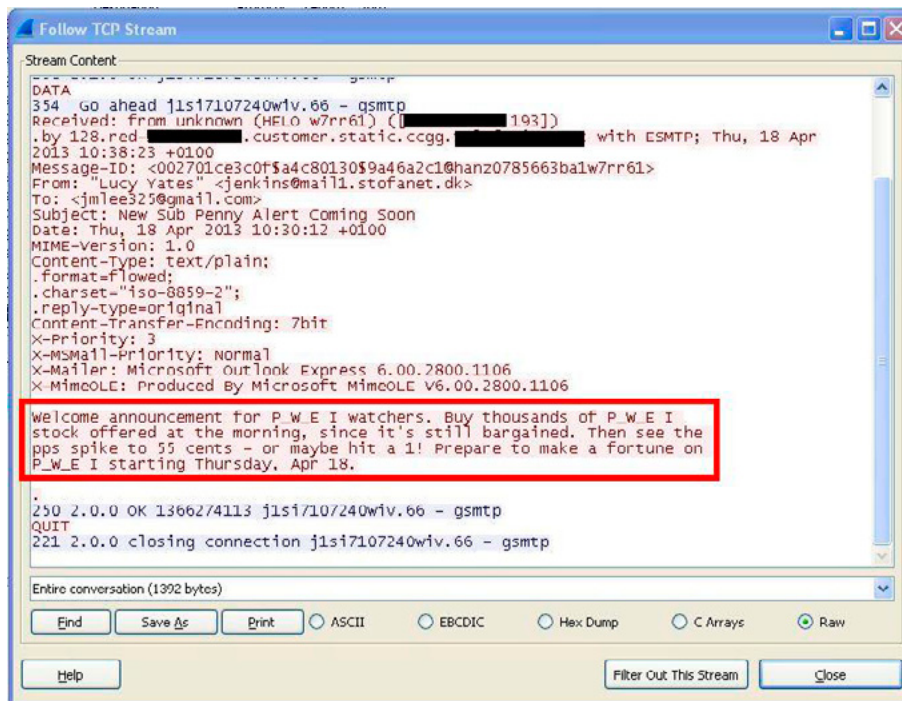 Follow TCP Stream
Stream Content
DATA
354 Go ahead j1si7107240wiv.66 - gsmtp
Received: from unknown (HELO w7rr61) ([ 193])
.by 128.red- .customer.static.ccgg. with ESMTP; Thu, 18 Apr
2013 10:38:23 +0100
Message-ID: <002701ce3c0f$a4c80130$9a46a2c1@hanz0785663ba1w7rr61>
From: "Lucy Yates" <jenkins@mail1.stofanet.dk>
To: <jmlee325@gmail.com>
Subject: New Sub Penny Alert Coming Soon
Date: Thu, 18 Apr 2013 10:30:12 +0100
MIME-Version: 1.0
Content-Type: text/plain;
.format=flowed;
.charset="iso-8859-2";
.reply-type=original
Content-Transfer-Encoding: 7bit
X-Priority: 3
X-MSMail-Priority: Normal
X-Mailer: Microsoft Outlook Express 6.00.2800.1106
X-MimeOLE: Produced By Microsoft MimeOLE V6.00.2800.1106
Welcome announcement for P_W_E I watchers. Buy thousands of P_W_E I
stock offered at the morning, since it's still bargained. Then see the
pps spike to 55 cents - or maybe hit a 1! Prepare to make a fortune on
P_W_E I starting Thursday, Apr 18.
.
250 2.0.0 OK 1366274113 j1si7107240wiv.66 - gsmtp
QUIT
221 2.0.0 closing connection j1si7107240wiv.66 - gsmtp
Entire conversation (1392 bytes)
Find Save As Print ASCII EBCDIC Hex Dump C Arrays Raw
Help Filter Out This Stream Close